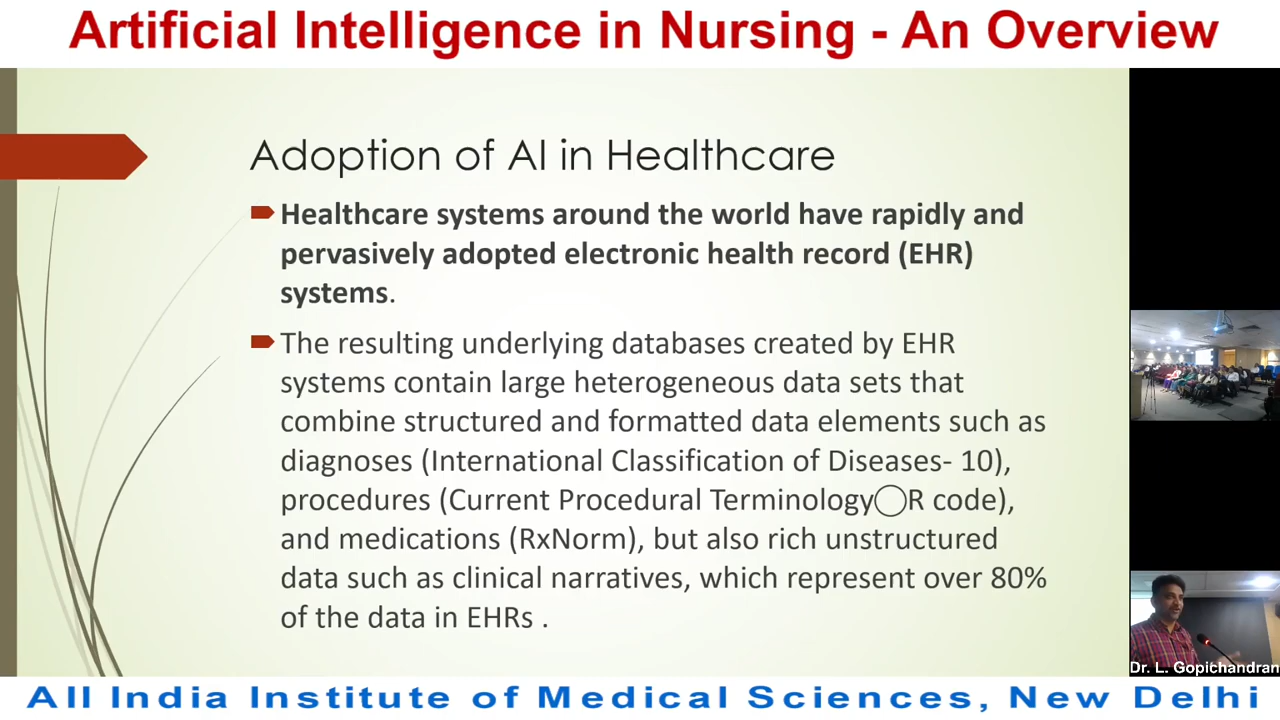 Artificial Intelligence in Nursing - An Overview
Adoption of AI in Healthcare
Healthcare systems around the world have rapidly and
pervasively adopted electronic health record (EHR)
systems.
The resulting underlying databases created by EHR
systems contain large heterogeneous data sets that
combine structured and formatted data elements such as
diagnoses (International Classification of Diseases- 10),
procedures (Current Procedural Terminology◯R code),
and medications (RxNorm), but also rich unstructured
data such as clinical narratives, which represent over 80%
of the data in EHRs .
Dr. L. Gopichandran
All India Institute of Medical Sciences, New Delhi